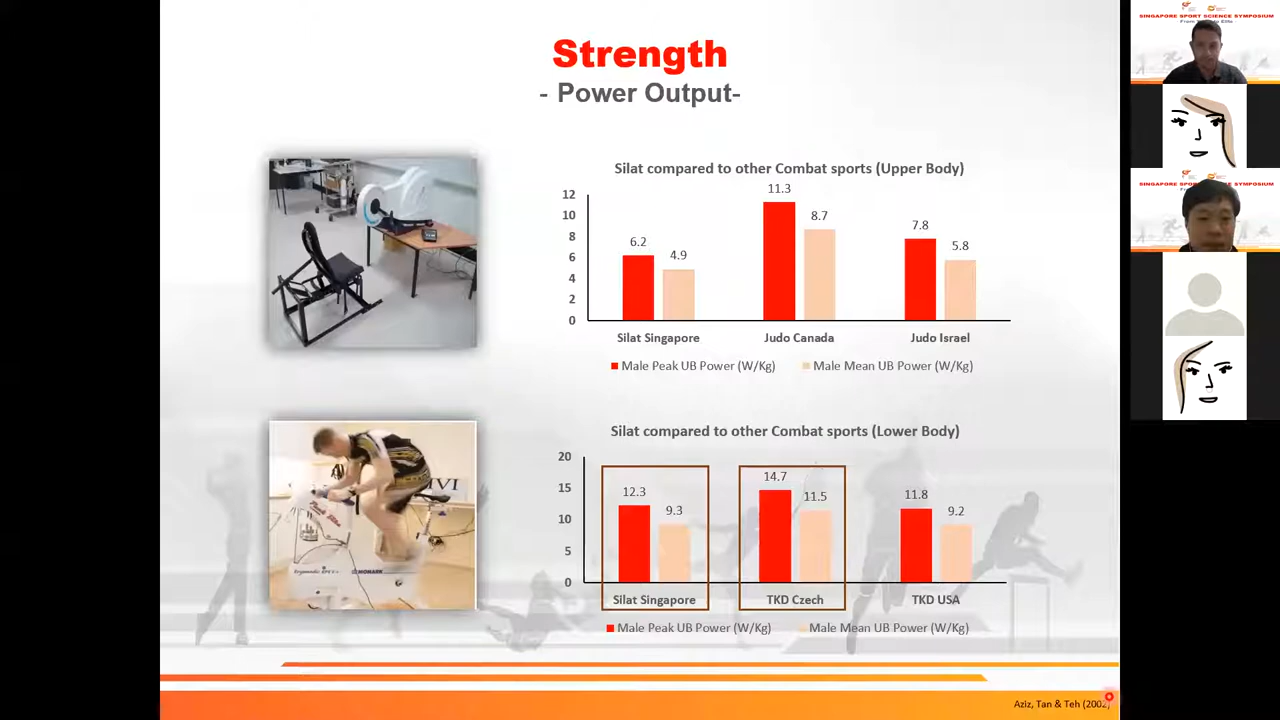 Strength
- Power Output-
Silat compared to other Combat sports (Upper Body)
12
10
8
6
4
2
0
6.2
4.9
11.3
8.7
7.8
5.8
Silat Singapore
Judo Canada
Judo Israel
Male Peak UB Power (W/Kg)
Male Mean UB Power (W/Kg)
Silat compared to other Combat sports (Lower Body)
20
15
10
5
0
12.3
9.3
14.7
11.5
11.8
9.2
Silat Singapore
TKD Czech
TKD USA
Male Peak UB Power (W/Kg)
Male Mean UB Power (W/Kg)
MONARK
Aziz, Tan & Teh (2002)
SINGAPORE SPORT SCIENCE SYMPOSIUM
SINGAPORE SPO SCIENCE SYMPOSIUM